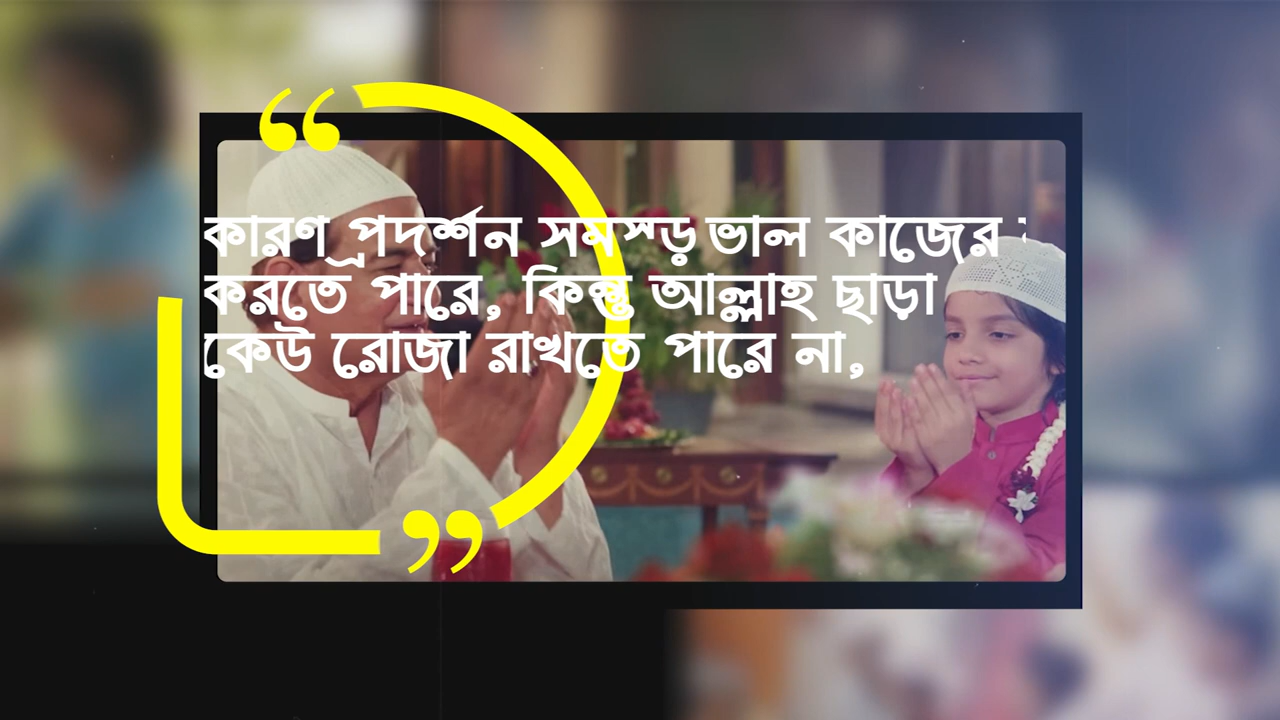 কারণ প্রদর্শন সমস্ড় ভাল কাজের
করতে পারে, কিন্তু আল্লাহ ছাড়া
কেউ রোজা রাখতে পারে না,